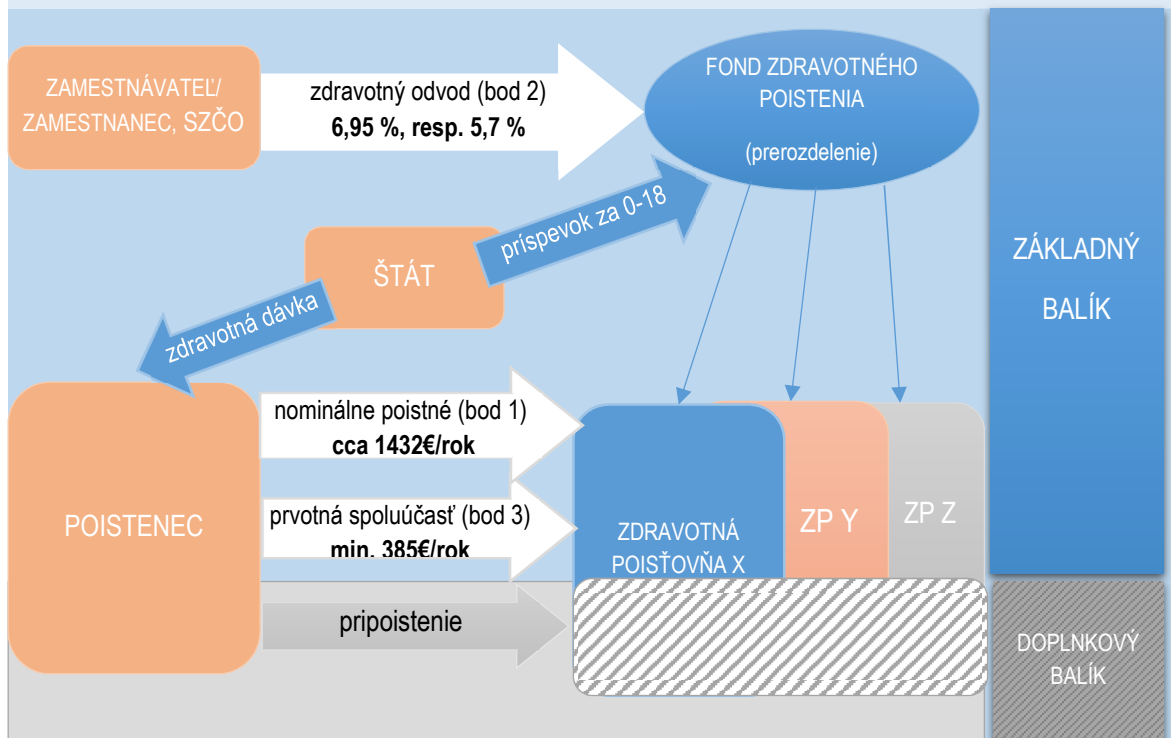 ZAMESTNÁVATEĽ/
ZAMESTNANEC, SZČO
zdravotný odvod (bod 2)
6,95 %, resp. 5,7 %
FOND ZDRAVOTNÉHO
POISTENIA
(prerozdelenie)
príspevok za 0-18
ŠTÁT
zdravotná dávka
ZÁKLADNÝ
BALÍK
POISTENEC
nominálne poistné (bod 1)
cca 1432€/rok
prvotná spoluúčasť (bod 3)
min. 385€/rok
ZDRAVOTNÁ
POISŤOVŇA X
ZP Y
ZP Z
pripoistenie
DOPLNKOVÝ
BALÍK